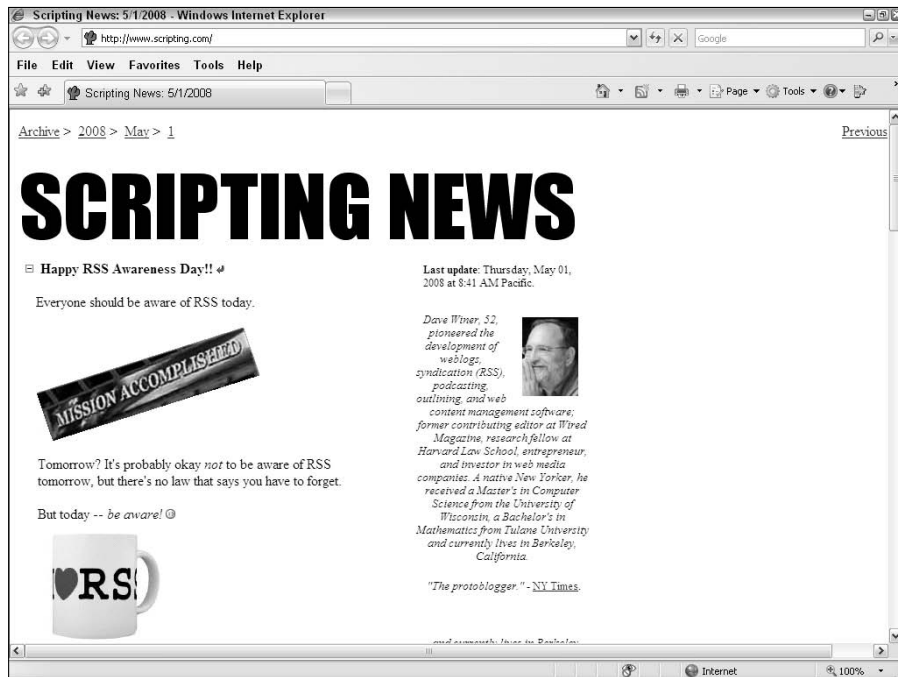 Scripting News: 5/1/2008 - Windows Internet Explorer
http://www.scripting.com/
Google
File Edit View Favorites Tools Help
Scripting News: 5/1/2008
Page Tools
Archive > 2008 > May > 1
Previous
SCRIPTING NEWS
Happy RSS Awareness Day!!
Everyone should be aware of RSS today.
MISSION ACCOMPLISHED
Tomorrow? It's probably okay not to be aware of RSS
tomorrow, but there's no law that says you have to forget.
But today -- be aware!
RSS
Last update: Thursday, May 01,
2008 at 8:41 AM Pacific.
Dave Winer, 52,
pioneered the
development of
weblogs,
syndication (RSS),
podcasting,
outlining, and web
content management software;
former contributing editor at Wired
Magazine, research fellow at
Harvard Law School, entrepreneur,
and investor in web media
companies. A native New Yorker, he
received a Master's in Computer
Science from the University of
Wisconsin, a Bachelor's in
Mathematics from Tulane University
and currently lives in Berkeley,
California.
"The protoblogger." - NY Times.
and currently lives in Berkeley
Internet
100%